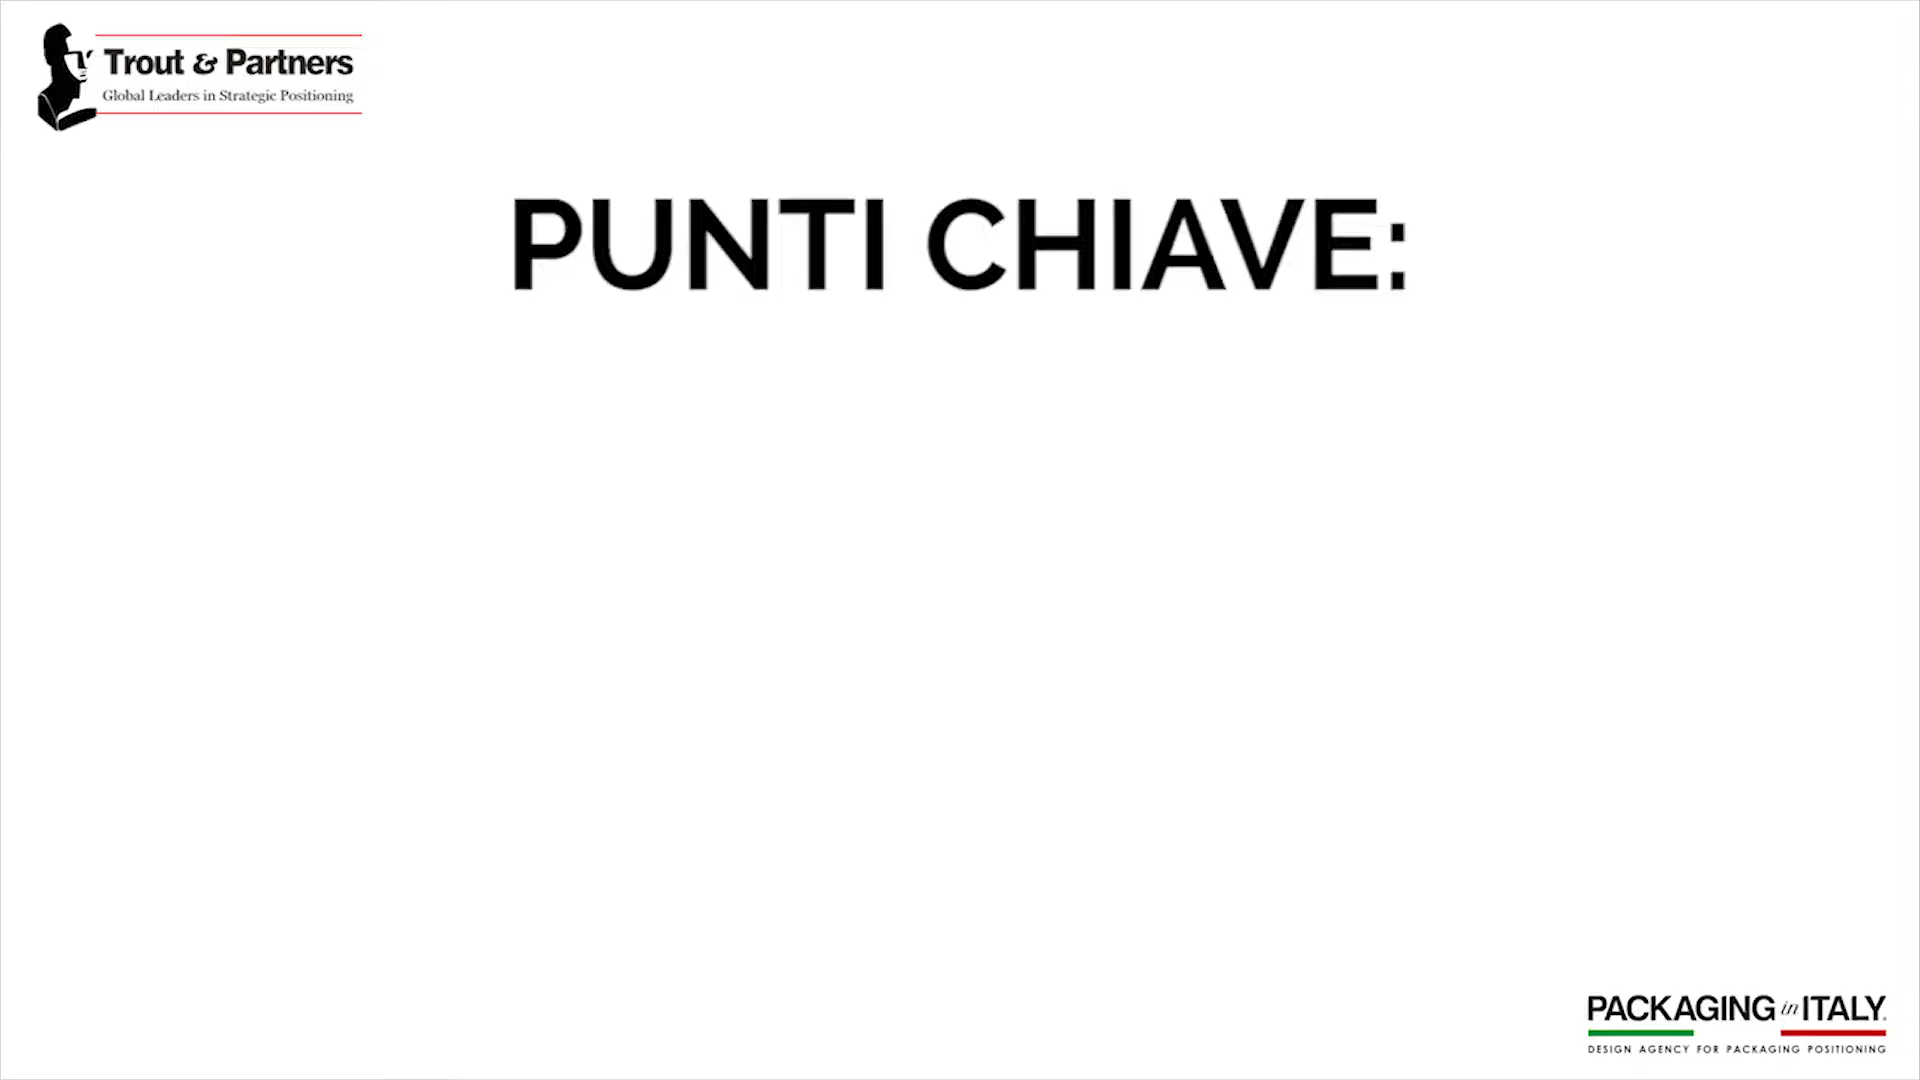 Trout & Partners
Global Leaders in Strategic Positioning
PUNTI CHIAVE:
PACKAGING in ITALY
DESIGN AGENCY FOR PACKAGING POSITIONING